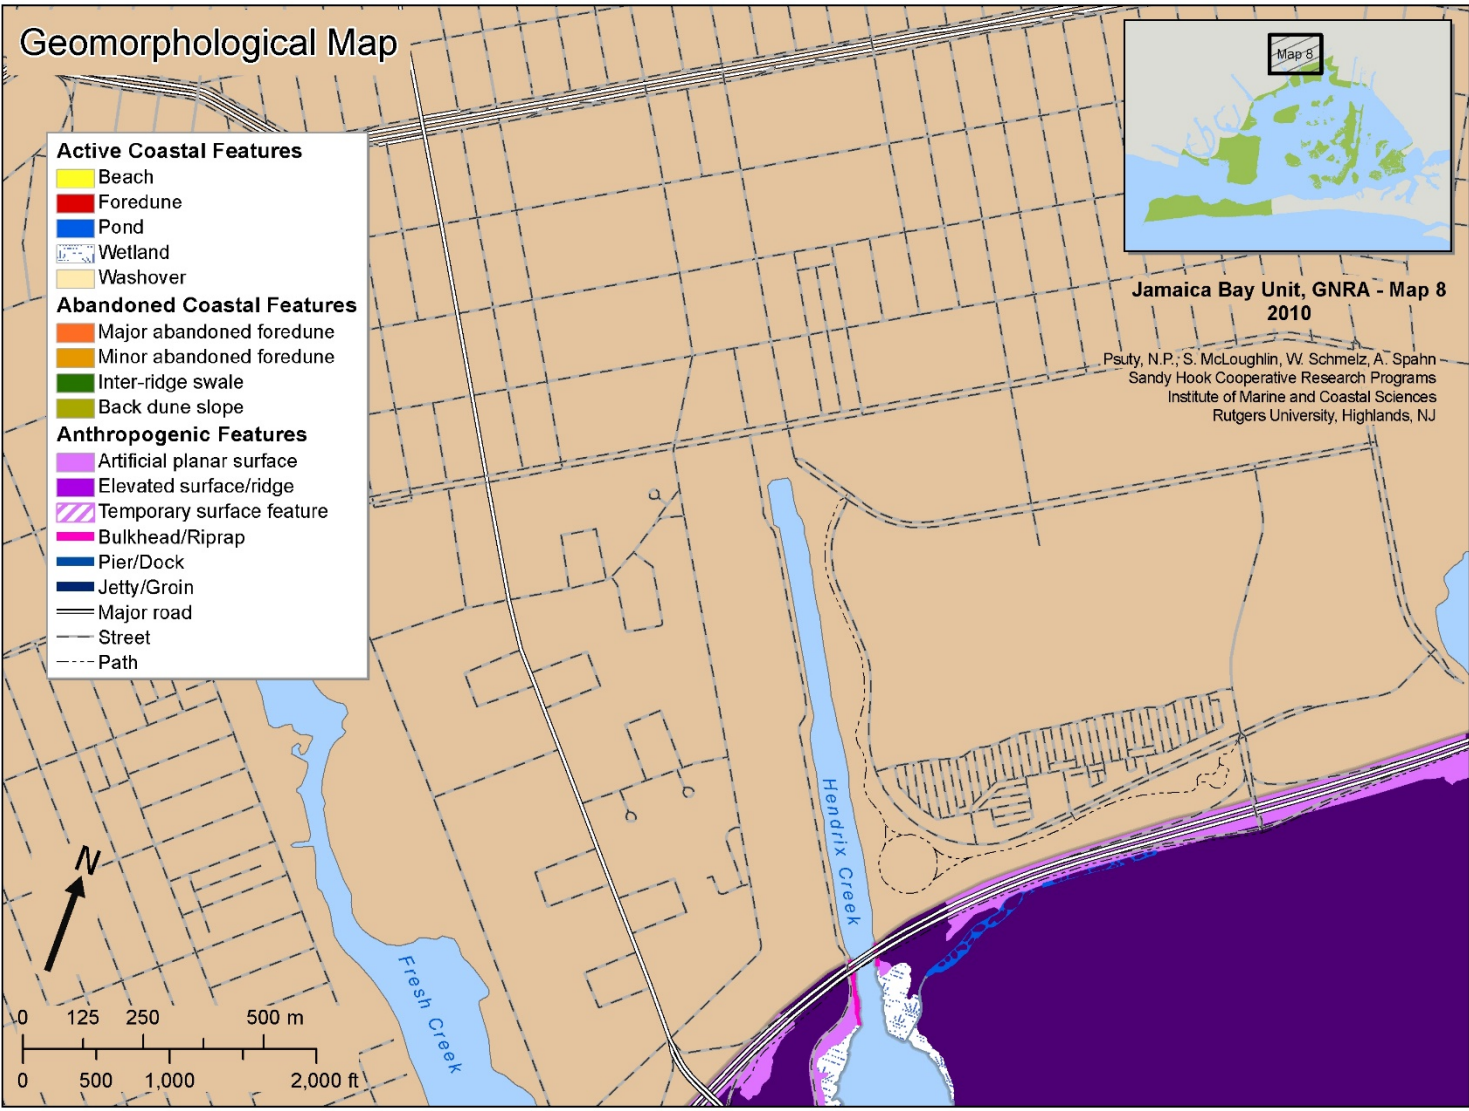 Geomorphological Map
Active Coastal Features
Beach
Foredune
Pond
Wetland
Washover
Abandoned Coastal Features
Major abandoned foredune
Minor abandoned foredune
Inter-ridge swale
Back dune slope
Anthropogenic Features
Artificial planar surface
Elevated surface/ridge
Temporary surface feature
Bulkhead/Riprap
Pier/Dock
Jetty/Groin
Major road
Street
Path
Map 8
Jamaica Bay Unit, GNRA - Map 8
2010
Psuty, N.P., S. McLoughlin, W. Schmelz, A. Spahn
Sandy Hook Cooperative Research Programs
Institute of Marine and Coastal Sciences
Rutgers University, Highlands, NJ
Hendrix Creek
Fresh Creek
N
0 125 250 500 m
0 500 1,000 2,000 ft